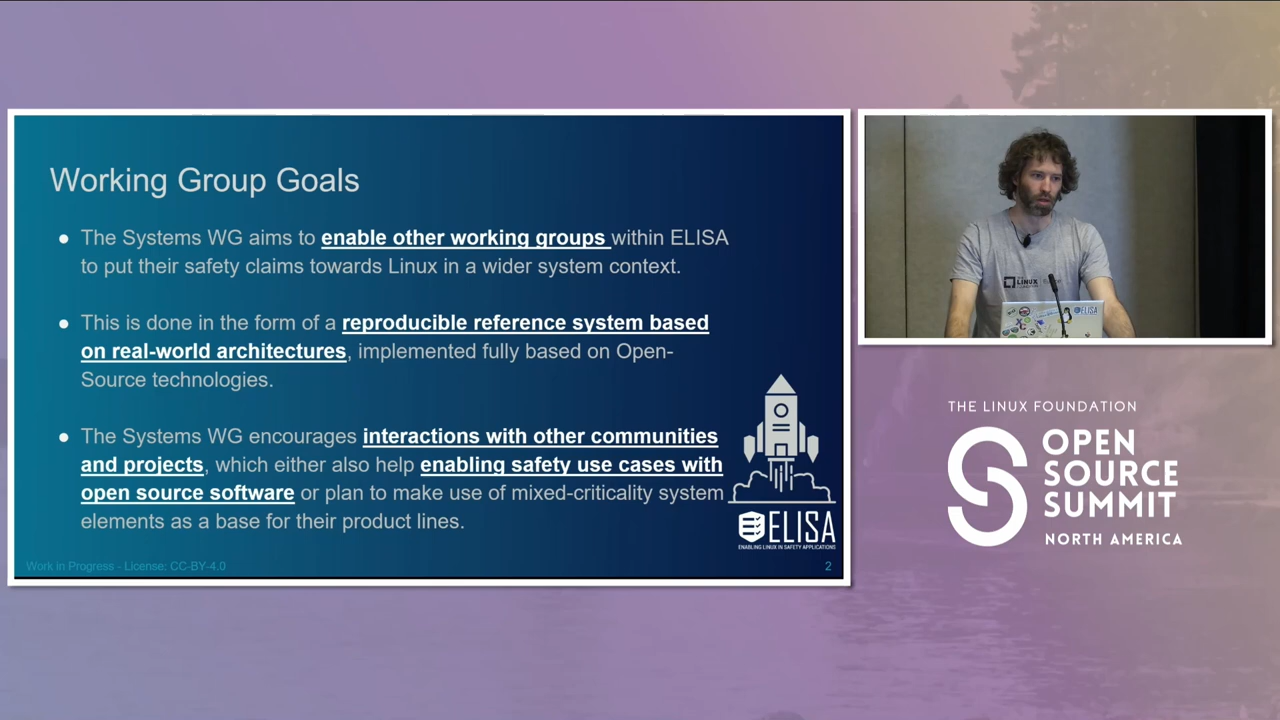 Working Group Goals
● The Systems WG aims to enable other working groups within ELISA
to put their safety claims towards Linux in a wider system context.
● This is done in the form of a reproducible reference system based
on real-world architectures, implemented fully based on Open-
Source technologies.
● The Systems WG encourages interactions with other communities
and projects, which either also help enabling safety use cases with
open source software or plan to make use of mixed-criticality system
elements as a base for their product lines.
ELISA
ENABLING LINUX IN SAFETY APPLICATIONS
Work in Progress - License: CC-BY-4.0
2
LINUX
ELISA
THE LINUX FOUNDATION
OPEN
SOURCE
SUMMIT
NORTH AMERICA